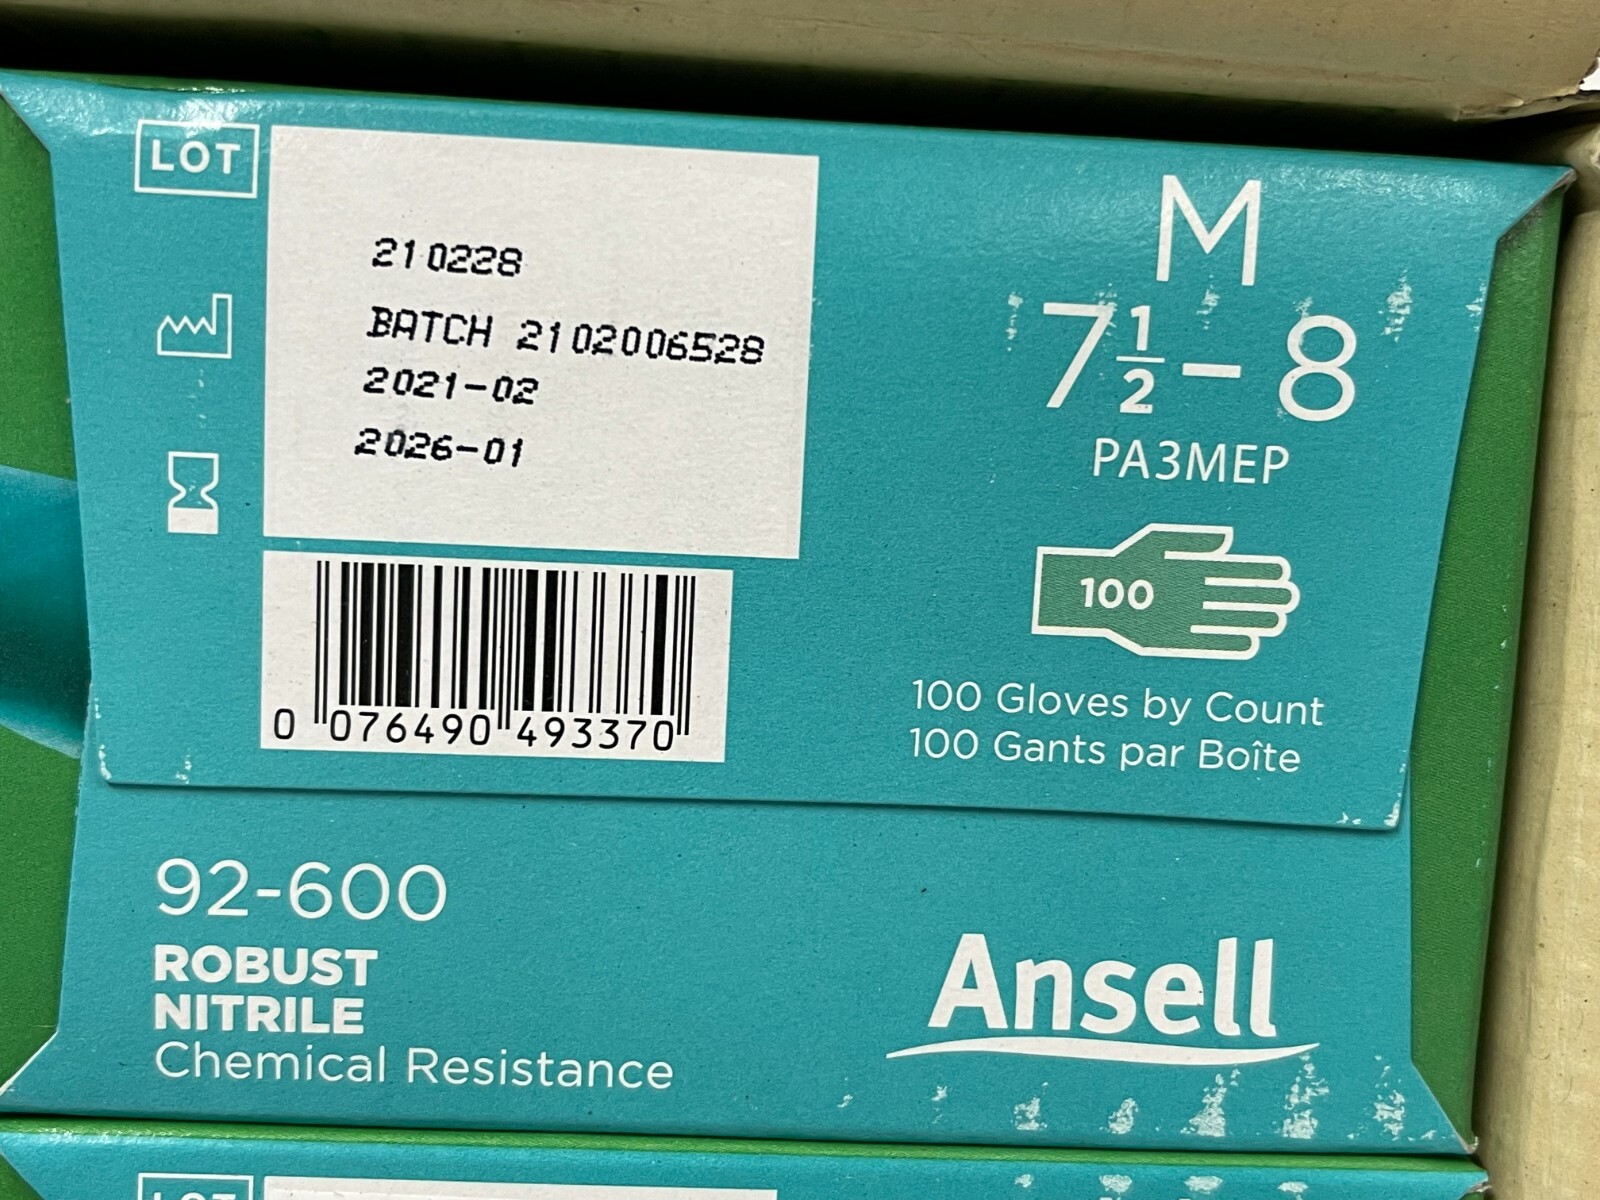 LOT
210228
BATCH 2102006528
2021-02
2026-01
0 076490 493370
M
7½-8
РАЗМЕР
100
100 Gloves by Count
100 Gants par Boîte
92-600
ROBUST
NITRILE
Chemical Resistance
Ansell
LOT